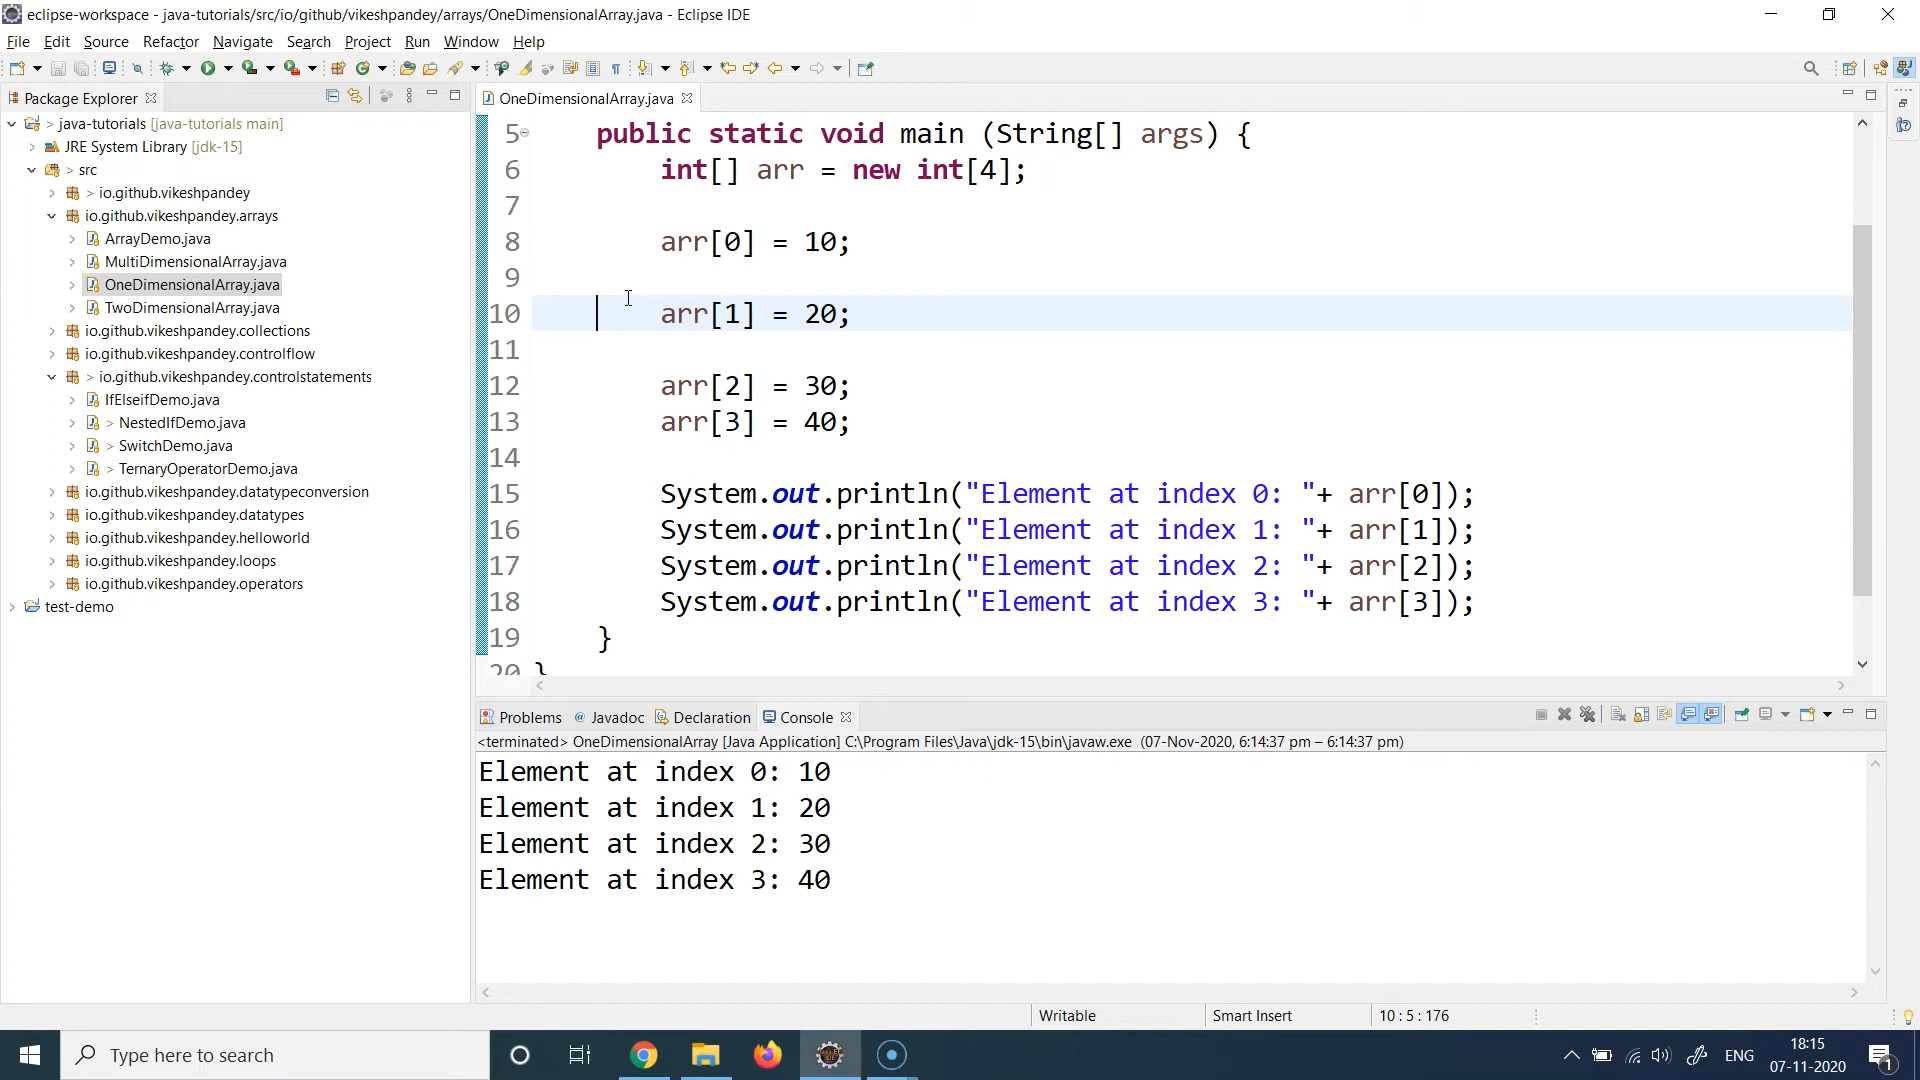 eclipse-workspace - java-tutorials/src/io/github/vikeshpandey/arrays/OneDimensionalArray.java - Eclipse IDE
File Edit Source Refactor Navigate Search Project Run Window Help
Package Explorer
> java-tutorials [java-tutorials main]
JRE System Library [jdk-15]
> src
> io.github.vikeshpandey
io.github.vikeshpandey.arrays
ArrayDemo.java
MultiDimensionalArray.java
OneDimensionalArray.java
TwoDimensionalArray.java
io.github.vikeshpandey.collections
io.github.vikeshpandey.controlflow
> io.github.vikeshpandey.controlstatements
IfElseifDemo.java
> NestedIfDemo.java
> SwitchDemo.java
> TernaryOperatorDemo.java
io.github.vikeshpandey.datatypeconversion
io.github.vikeshpandey.datatypes
io.github.vikeshpandey.helloworld
io.github.vikeshpandey.loops
io.github.vikeshpandey.operators
test-demo
OneDimensionalArray.java
5 public static void main (String[] args) {
6 int[] arr = new int[4];
7
8 arr[0] = 10;
9
10 arr[1] = 20;
11
12 arr[2] = 30;
13 arr[3] = 40;
14
15 System.out.println("Element at index 0: "+ arr[0]);
16 System.out.println("Element at index 1: "+ arr[1]);
17 System.out.println("Element at index 2: "+ arr[2]);
18 System.out.println("Element at index 3: "+ arr[3]);
19 }
20 }
Problems @ Javadoc Declaration Console
<terminated> OneDimensionalArray [Java Application] C:\Program Files\Java\jdk-15\bin\javaw.exe (07-Nov-2020, 6:14:37 pm – 6:14:37 pm)
Element at index 0: 10
Element at index 1: 20
Element at index 2: 30
Element at index 3: 40
Writable Smart Insert 10 : 5 : 176
Type here to search
ENG
18:15
07-11-2020
1